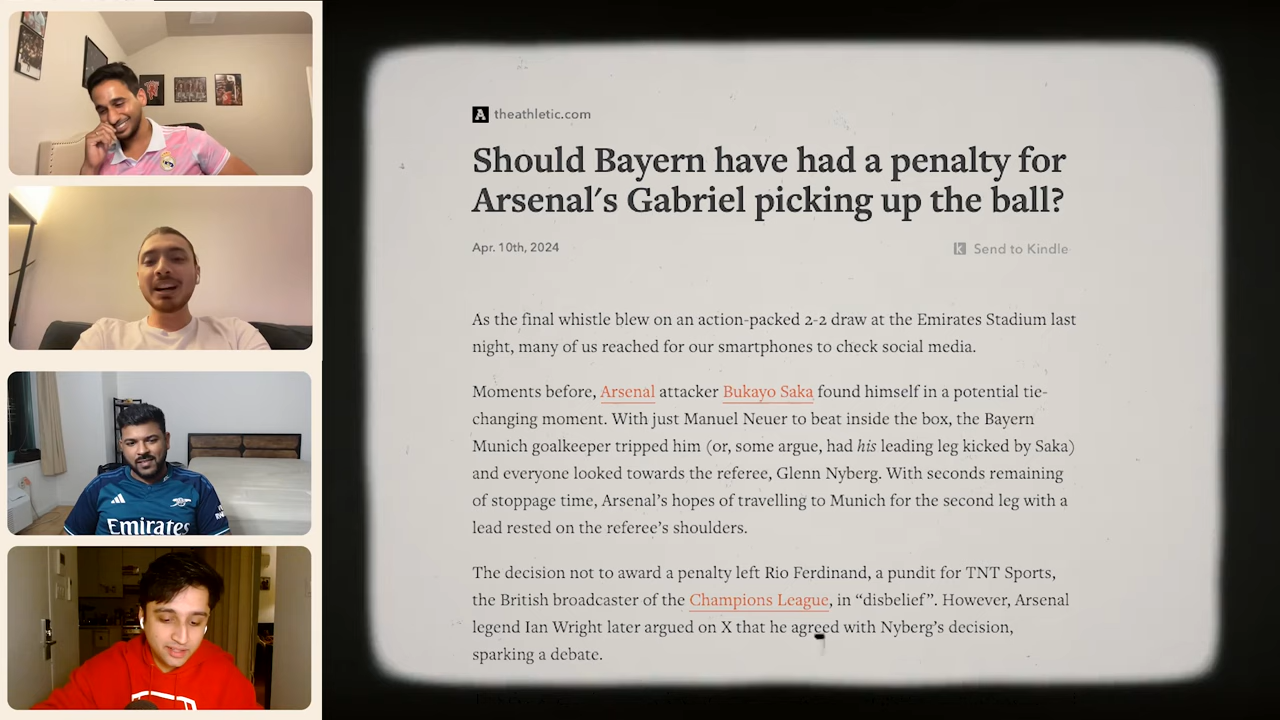 A theathletic.com
Should Bayern have had a penalty for
Arsenal's Gabriel picking up the ball?
Apr. 10th, 2024
K Send to Kindle
As the final whistle blew on an action-packed 2-2 draw at the Emirates Stadium last
night, many of us reached for our smartphones to check social media.
Moments before, Arsenal attacker Bukayo Saka found himself in a potential tie-
changing moment. With just Manuel Neuer to beat inside the box, the Bayern
Munich goalkeeper tripped him (or, some argue, had his leading leg kicked by Saka)
and everyone looked towards the referee, Glenn Nyberg. With seconds remaining
of stoppage time, Arsenal's hopes of travelling to Munich for the second leg with a
lead rested on the referee's shoulders.
The decision not to award a penalty left Rio Ferdinand, a pundit for TNT Sports,
the British broadcaster of the Champions League, in “disbelief”. However, Arsenal
legend Ian Wright later argued on X that he agreed with Nyberg's decision,
sparking a debate.
Emirates